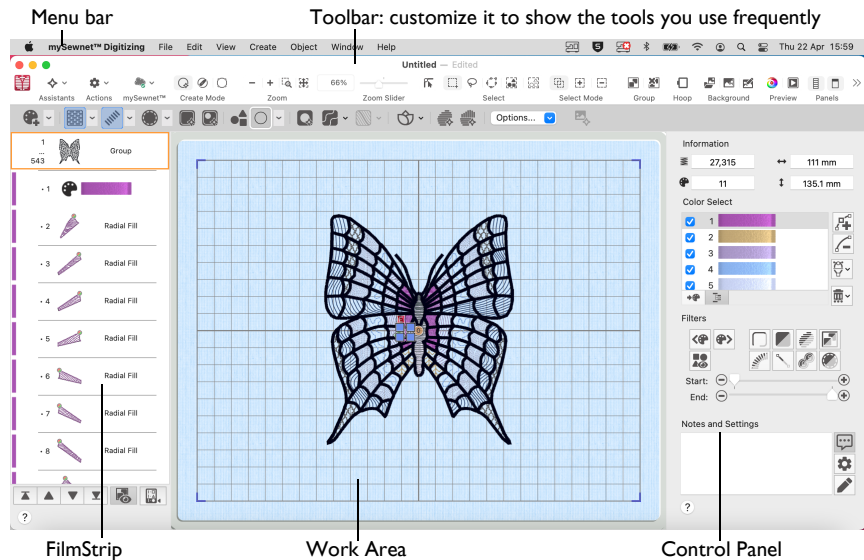 Menu bar
Toolbar: customize it to show the tools you use frequently
mySewnet™ Digitizing File Edit View Create Object Window Help
Thu 22 Apr 15:59
Untitled — Edited
66%
Assistants Actions mySewnet™ Create Mode Zoom Zoom Slider Select Select Mode Group Hoop Background Preview Panels
Options...
1
...
543
Group
1
2 Radial Fill
3 Radial Fill
4 Radial Fill
5 Radial Fill
6 Radial Fill
7 Radial Fill
8 Radial Fill
?
Information
27,315 111 mm
11 135.1 mm
Color Select
1
2
3
4
5
Filters
Start:
End:
Notes and Settings
?
FilmStrip
Work Area
Control Panel